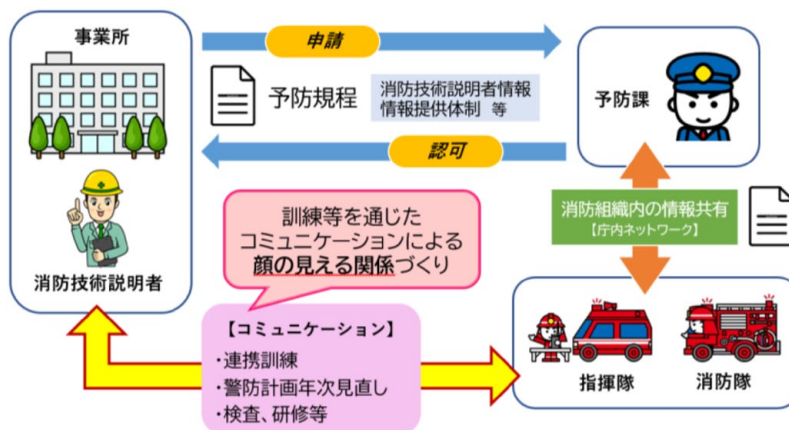 事業所
申請
予防規程
消防技術説明者情報
情報提供体制 等
認可
予防課
消防技術説明者
訓練等を通じた
コミュニケーションによる
顔の見える関係づくり
消防組織内の情報共有
【庁内ネットワーク】
【コミュニケーション】
・連携訓練
・警防計画年次見直し
・検査、研修等
指揮隊
消防隊